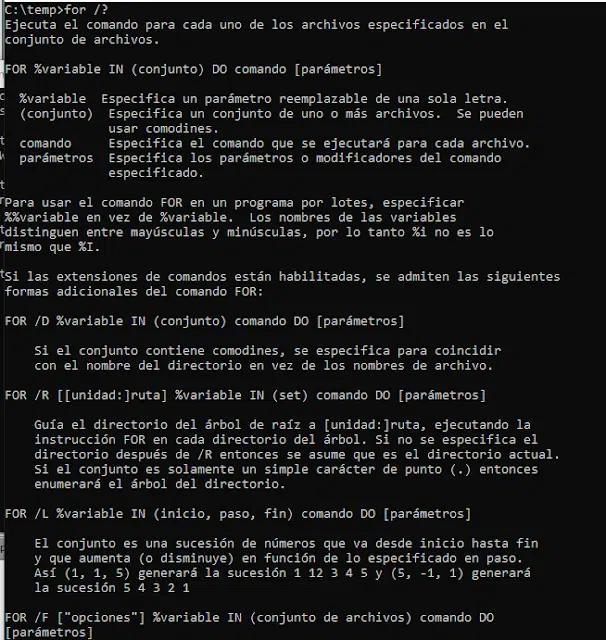 C:\temp>for /?
Ejecuta el comando para cada uno de los archivos especificados en el
conjunto de archivos.
FOR %variable IN (conjunto) DO comando [parámetros]
%variable Especifica un parámetro reemplazable de una sola letra.
(conjunto) Especifica un conjunto de uno o más archivos. Se pueden
usar comodines.
comando Especifica el comando que se ejecutará para cada archivo.
parámetros Especifica los parámetros o modificadores del comando
especificado.
Para usar el comando FOR en un programa por lotes, especificar
%%variable en vez de %variable. Los nombres de las variables
distinguen entre mayúsculas y minúsculas, por lo tanto %i no es lo
mismo que %I.
Si las extensiones de comandos están habilitadas, se admiten las siguientes
formas adicionales del comando FOR:
FOR /D %variable IN (conjunto) comando DO [parámetros]
Si el conjunto contiene comodines, se especifica para coincidir
con el nombre del directorio en vez de los nombres de archivo.
FOR /R [[unidad:]ruta] %variable IN (set) comando DO [parámetros]
Guía el directorio del árbol de raíz a [unidad:]ruta, ejecutando la
instrucción FOR en cada directorio del árbol. Si no se especifica el
directorio después de /R entonces se asume que es el directorio actual.
Si el conjunto es solamente un simple carácter de punto (.) entonces
enumerará el árbol del directorio.
FOR /L %variable IN (inicio, paso, fin) comando DO [parámetros]
El conjunto es una sucesión de números que va desde inicio hasta fin
y que aumenta (o disminuye) en función de lo especificado en paso.
Así (1, 1, 5) generará la sucesión 1 12 3 4 5 y (5, -1, 1) generará
la sucesión 5 4 3 2 1
FOR /F ["opciones"] %variable IN (conjunto de archivos) comando DO
[parámetros]